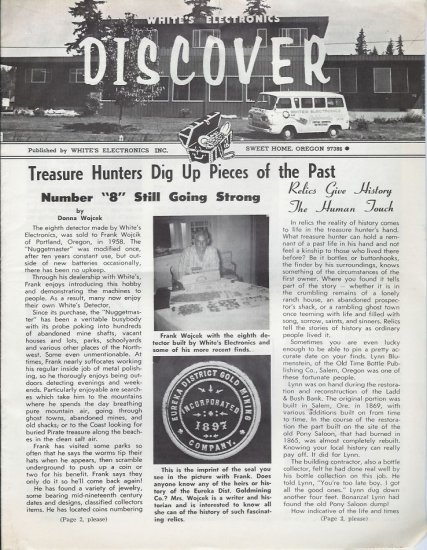 WHITE'S ELECTRONICS
DISCOVER
WHITE'S ELECTRONICS
Published by WHITE'S ELECTRONICS INC.
SWEET HOME, OREGON 97386 ●
Treasure Hunters Dig Up Pieces of the Past
Number "8" Still Going Strong
by
Donna Wojcek
The eighth detector made by White's
Electronics, was sold to Frank Wojcik
of Portland, Oregon, in 1958. The
"Nuggetmaster" was modified once,
after ten years constant use, but out-
side of new batteries occasionally,
there has been no upkeep.
Through his dealership with White's,
Frank enjoys introducing this hobby
and demonstrating the machines to
people. As a result, many now enjoy
their own White's Detector.
Since its purchase, the "Nuggetmas-
ter" has been a veritable busybody
with its probe poking into hundreds
of abandoned mine shafts, vacant
houses and lots, parks, schoolyards
and various other places of the North-
west. Some even unmentionable. At
times, Frank nearly suffocates working
his regular inside job of metal polish-
ing, so he thoroughly enjoys being out-
doors detecting evenings and week-
ends. Particularly enjoyable are search-
es which take him to the mountains
where he spends the day breathing
pure mountain air, going through
ghost towns, abandoned mines, and
old shacks; or to the Coast looking for
buried Pirate treasure along the beach-
es in the clean salt air.
Frank has visited some parks so
often that he says the worms tip their
hats when he appears, then scramble
underground to push up a coin or
two for his benefit. Frank says they
only do it so he'll come back again!
He has found a variety of jewelry,
some bearing mid-nineteenth century
dates and designs, classified collectors
items. He has located coins numbering
(Page 2, please)
Frank Wojcek with the eighth de-
tector built by White's Electronics and
some of his more recent finds.
EUREKA DISTRICT GOLD MINING
INCORPORATED
1897
COMPANY.
This is the imprint of the seal you
see in the picture with Frank. Does
anyone know any of the heirs or his-
tory of the Eureka Dist. Goldmining
Co.? Mrs. Wojcek is a writer and his-
torian and is interested to know all
she can of the history of such fascinat-
ing relics.
Relics Give History
The Human Touch
In relics the reality of history comes
to life in the treasure hunter's hand.
What treasure hunter can hold a rem-
nant of a past life in his hand and not
feel a kinship to those who lived there
before? Be it bottles or buttonhooks,
the finder by his surroundings, knows
something of the circumstances of the
first owner. Where you found it tells
part of the story — whether it is in
the crumbling remains of a lonely
ranch house, an abandoned prospec-
tor's shack, or a rambling ghost town
once teeming with life and filled with
song, sorrow, saints, and sinners. Relics
tell the stories of history as ordinary
people lived it.
Sometimes you are even lucky
enough to be able to pin a pretty ac-
curate date on your finds. Lynn Blu-
menstein, of the Old Time Bottle Pub-
lishing Co., Salem, Oregon was one of
these fortunate people.
Lynn was on hand during the restora-
tion and reconstruction of the Ladd
& Bush Bank. The original portion was
built in Salem, Ore. in 1869, with
various additions built on from time
to time. In the course of the restora-
tion the part built on the site of the
old Pony Saloon, that had burned in
1865, was almost completely rebuilt.
Knowing your local history can really
pay off. It did for Lynn.
The building contractor, also a bottle
collector, felt he had done real well by
his bottle collection on this job. He
told Lynn, "You're too late boy. I got
all the good ones." Lynn dug down
another four feet. Bonanza! Lynn had
found the old Pony Saloon dump!
How indicative of the life and times
(Page 2, please)